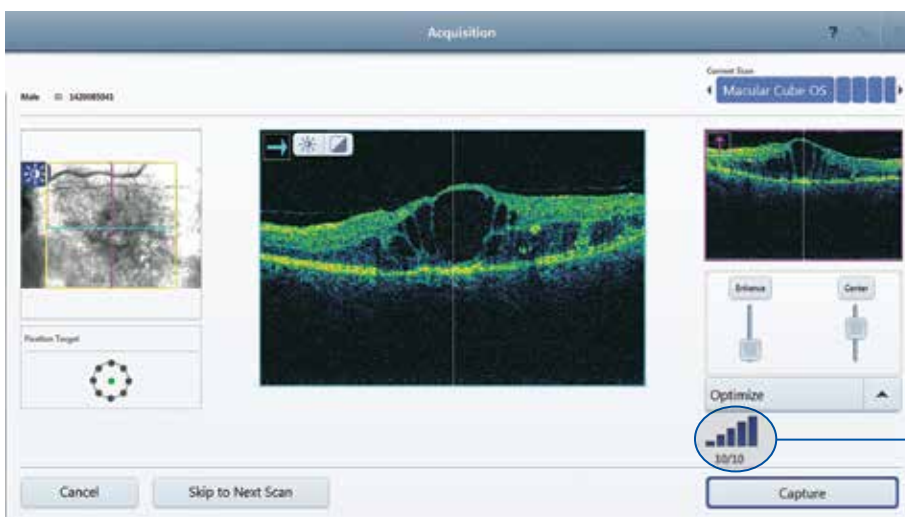 Acquisition
?
Current Scan
Male ID 1420085041
Macular Cube OS
Enhance
Center
Fixation Target
Optimize
10/10
Cancel
Skip to Next Scan
Capture